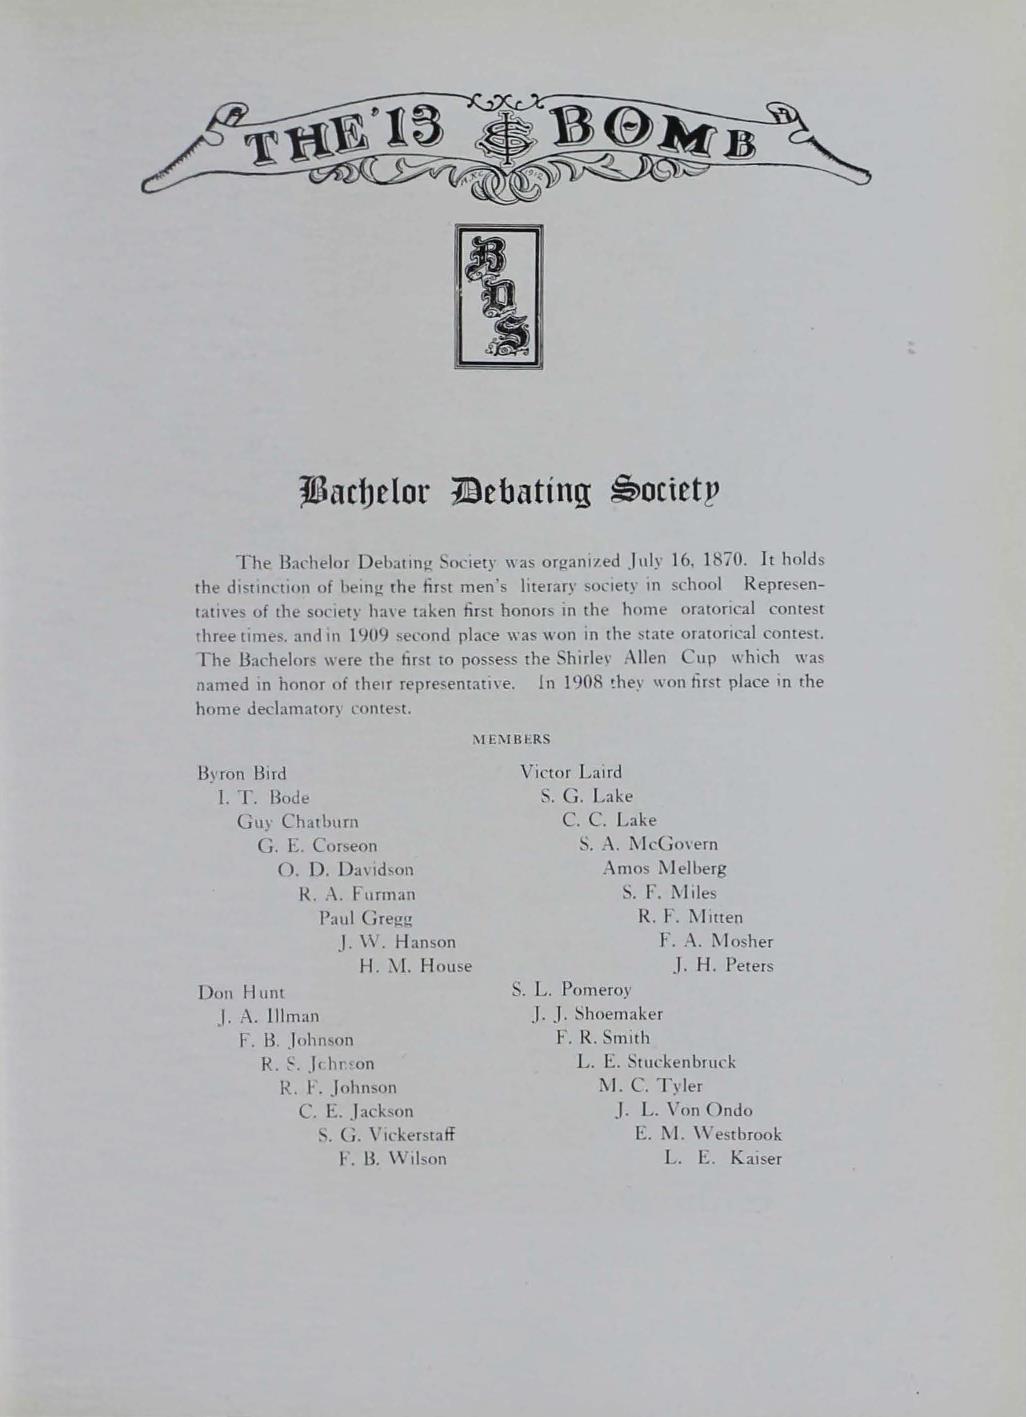 THE '13 BOMB
BDS
Bachelor Debating Society
The Bachelor Debating Society was organized July 16, 1870. It holds
the distinction of being the first men's literary society in school Represen-
tatives of the society have taken first honors in the home oratorical contest
three times. and in 1909 second place was won in the state oratorical contest.
The Bachelors were the first to possess the Shirley Allen Cup which was
named in honor of their representative. In 1908 they won first place in the
home declamatory contest.
MEMBERS
Byron Bird
I. T. Bode
Guy Chatburn
G. E. Corseon
O. D. Davidson
R. A. Furman
Paul Gregg
J. W. Hanson
H. M. House
Don Hunt
J. A. Illman
F. B. Johnson
R. S. Johnson
R. F. Johnson
C. E. Jackson
S. G. Vickerstaff
F. B. Wilson
Victor Laird
S. G. Lake
C. C. Lake
S. A. McGovern
Amos Melberg
S. F. Miles
R. F. Mitten
F. A. Mosher
J. H. Peters
S. L. Pomeroy
J. J. Shoemaker
F. R. Smith
L. E. Stuckenbruck
M. C. Tyler
J. L. Von Ondo
E. M. Westbrook
L. E. Kaiser